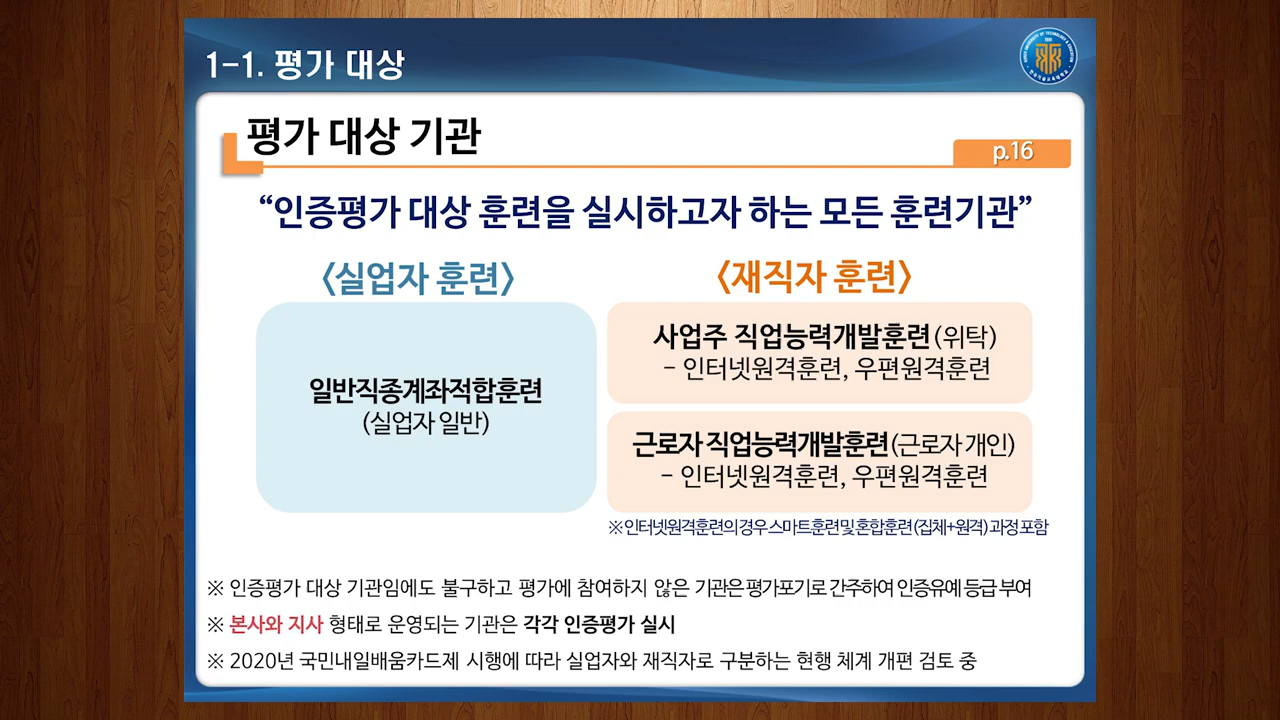 1-1. 평가 대상
평가 대상 기관
p.16
“인증평가 대상 훈련을 실시하고자 하는 모든 훈련기관”
<실업자 훈련>
일반직종계좌적합훈련
(실업자 일반)
<재직자 훈련>
사업주 직업능력개발훈련(위탁)
- 인터넷원격훈련, 우편원격훈련
근로자 직업능력개발훈련(근로자 개인)
- 인터넷원격훈련, 우편원격훈련
※ 인터넷원격훈련의 경우 스마트훈련 및 혼합훈련(집체+원격) 과정 포함
※ 인증평가 대상 기관임에도 불구하고 평가에 참여하지 않은 기관은 평가포기로 간주하여 인증유예 등급 부여
※ 본사와 지사 형태로 운영되는 기관은 각각 인증평가 실시
※ 2020년 국민내일배움카드제 시행에 따라 실업자와 재직자로 구분하는 현행 체계 개편 검토 중